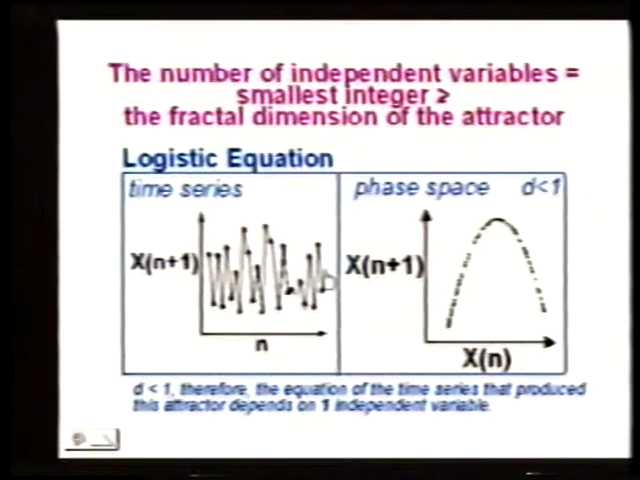 The number of independent variables =
smallest integer ≥
the fractal dimension of the attractor
Logistic Equation
time series
phase space d<1
X(n+1)
X(n+1)
n
X(n)
d < 1, therefore, the equation of the time series that produced
this attractor depends on 1 independent variable.